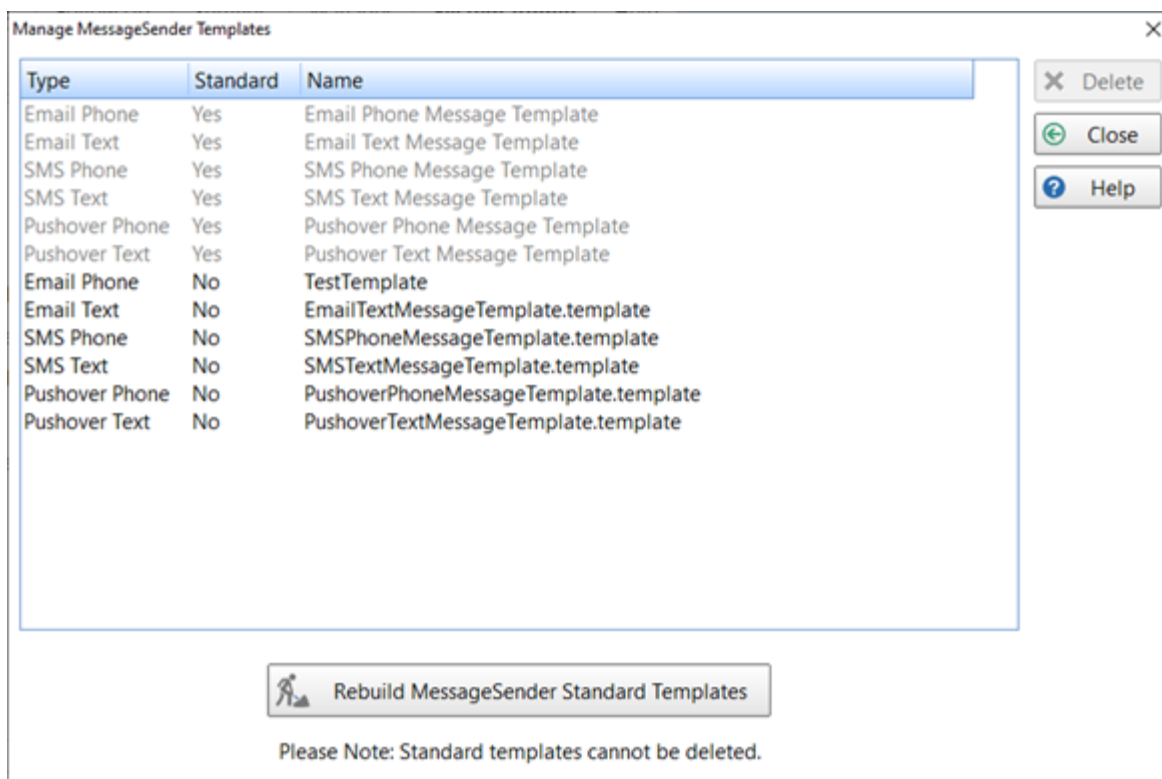 Manage MessageSender Templates
Type Standard Name
Email Phone Yes Email Phone Message Template
Email Text Yes Email Text Message Template
SMS Phone Yes SMS Phone Message Template
SMS Text Yes SMS Text Message Template
Pushover Phone Yes Pushover Phone Message Template
Pushover Text Yes Pushover Text Message Template
Email Phone No TestTemplate
Email Text No EmailTextMessageTemplate.template
SMS Phone No SMSPhoneMessageTemplate.template
SMS Text No SMSTextMessageTemplate.template
Pushover Phone No PushoverPhoneMessageTemplate.template
Pushover Text No PushoverTextMessageTemplate.template
Delete
Close
Help
Rebuild MessageSender Standard Templates
Please Note: Standard templates cannot be deleted.